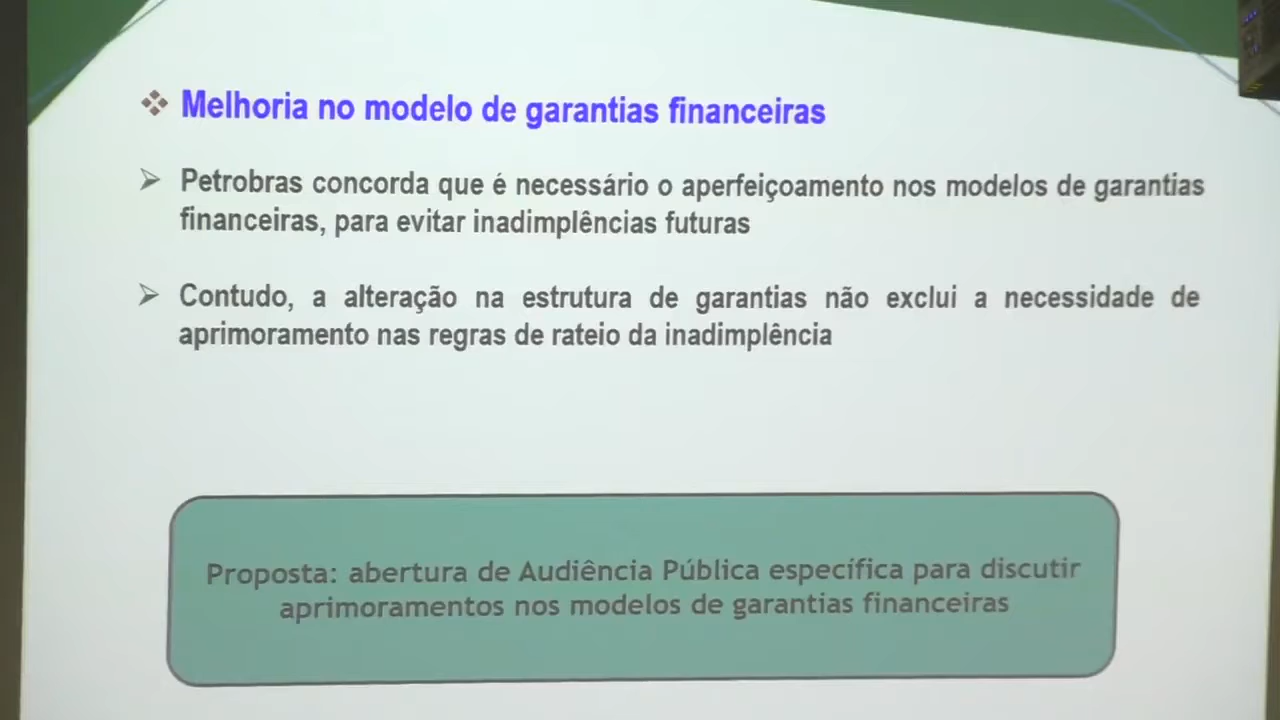 Melhoria no modelo de garantias financeiras
Petrobras concorda que é necessário o aperfeiçoamento nos modelos de garantias
financeiras, para evitar inadimplências futuras
Contudo, a alteração na estrutura de garantias não exclui a necessidade de
aprimoramento nas regras de rateio da inadimplência
Proposta: abertura de Audiência Pública específica para discutir
aprimoramentos nos modelos de garantias financeiras